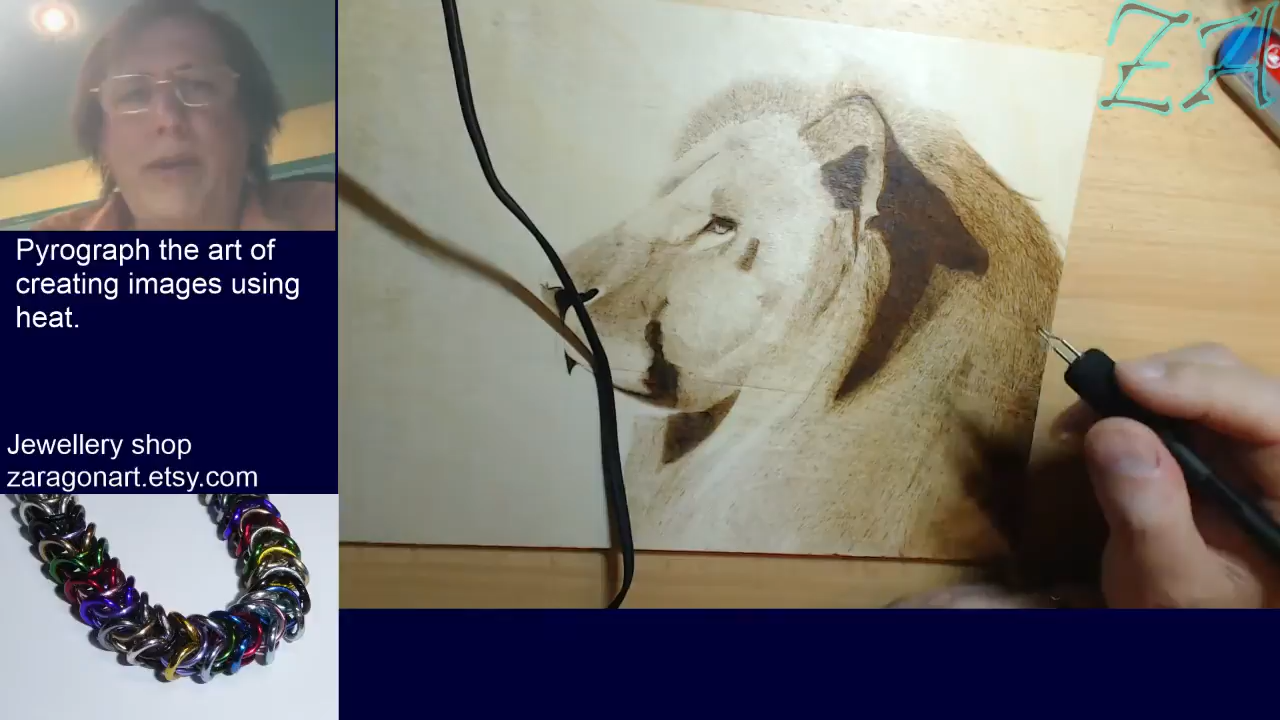 ZA
Pyrograph the art of
creating images using
heat.
Jewellery shop
zaragonart.etsy.com